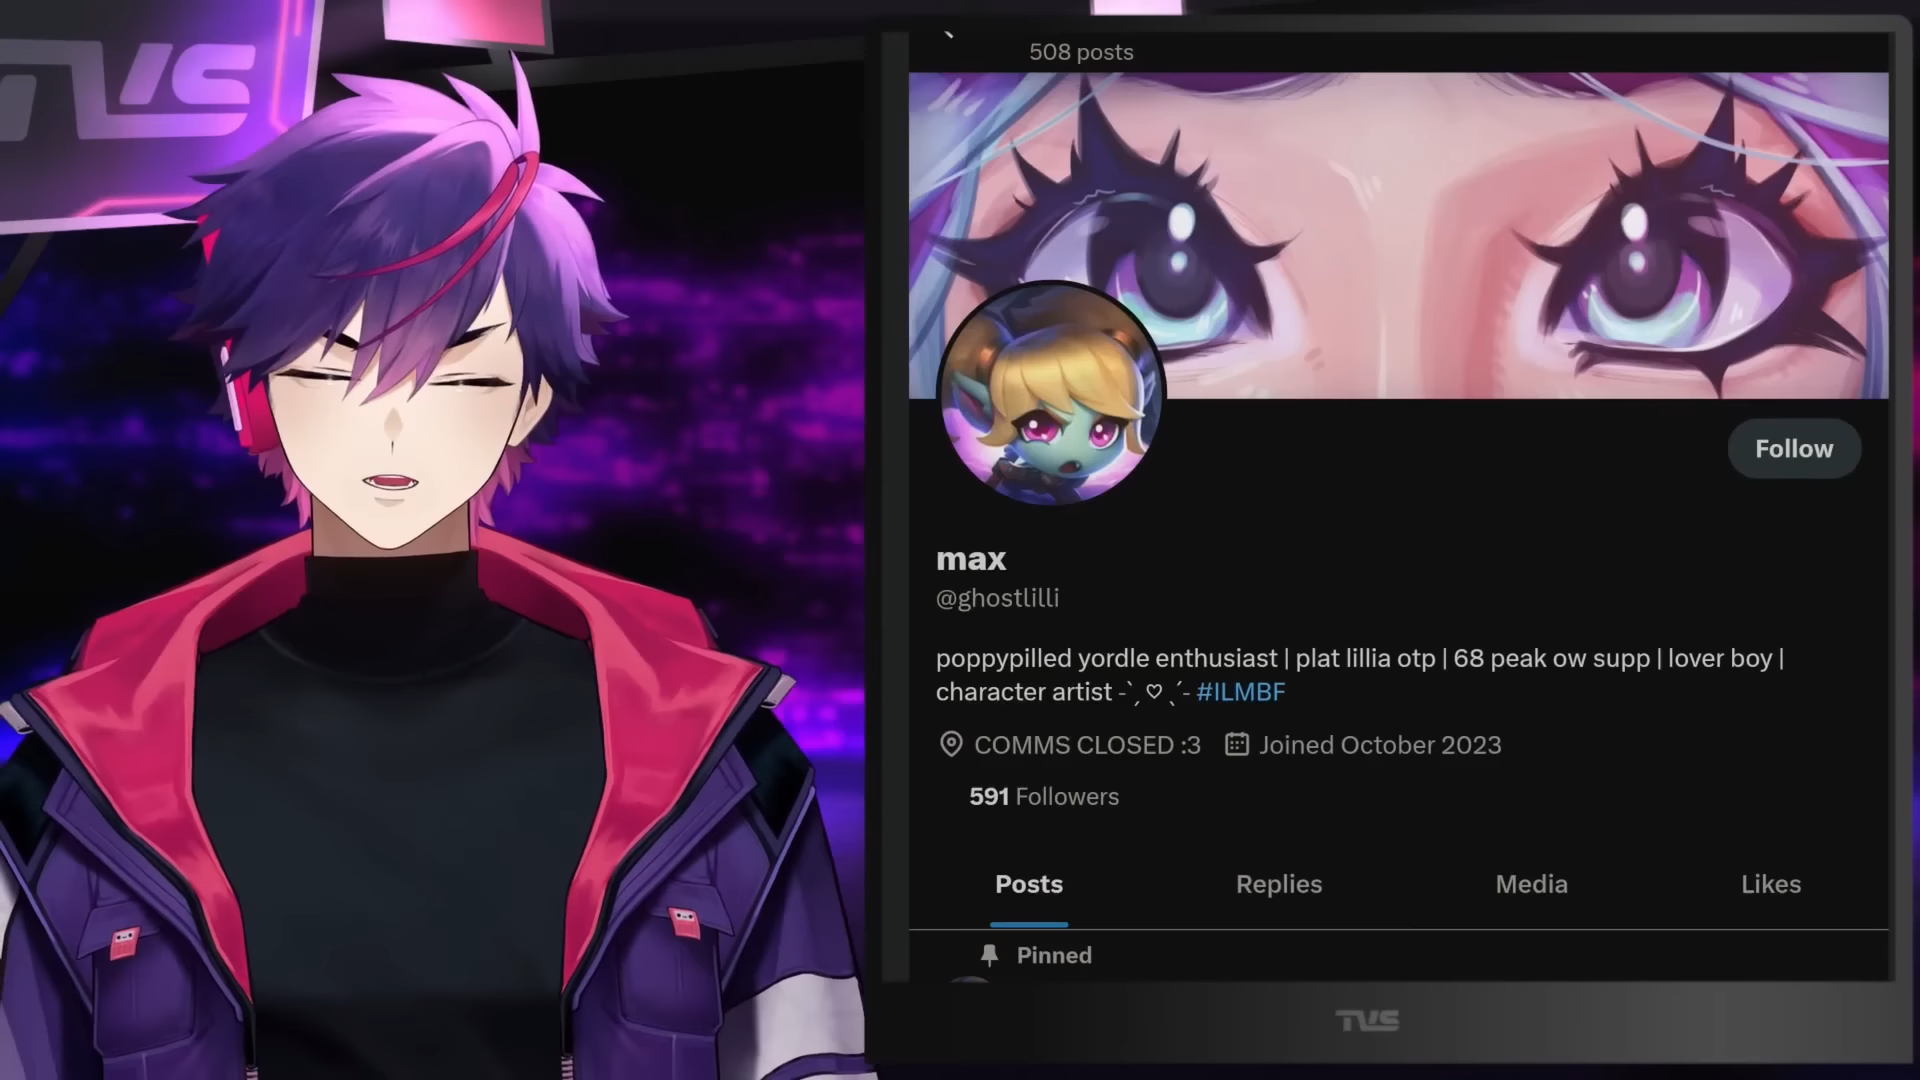 TVS
508 posts
Follow
max
@ghostlilli
poppypilled yordle enthusiast | plat lillia otp | 68 peak ow supp | lover boy |
character artist -ˋˏ ♡ ˎˊ- #ILMBF
COMMS CLOSED :3 Joined October 2023
591 Followers
Posts Replies Media Likes
Pinned
TVS